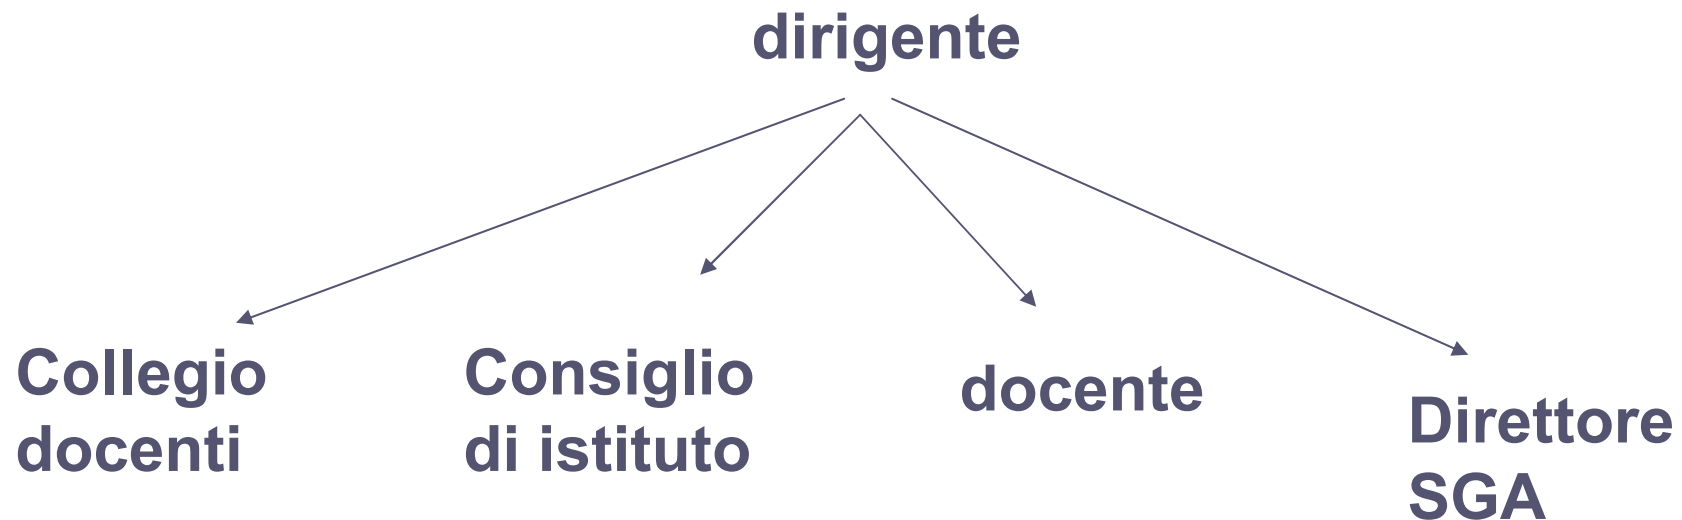 dirigente
Collegio
docenti
Consiglio
di istituto
docente
Direttore
SGA